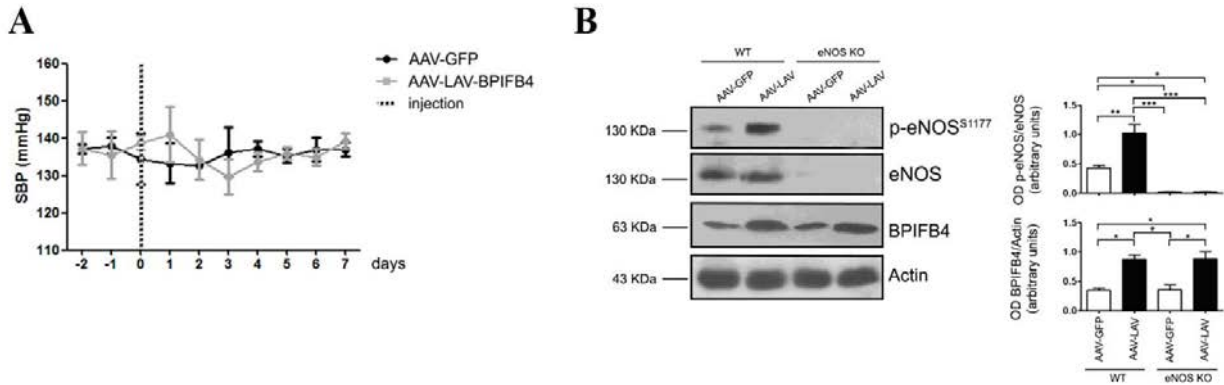 A
AAV-GFP
AAV-LAV-BPIFB4
injection
SBP (mmHg)
160
150
140
130
120
110
-2 -1 0 1 2 3 4 5 6 7 days
B
WT eNOS KO
AAV-GFP AAV-LAV AAV-GFP AAV-LAV
130 KDa p-eNOS S1177
130 KDa eNOS
63 KDa BPIFB4
43 KDa Actin
OD p-eNOS/eNOS
(arbitrary units)
1.5
1.0
0.5
0.0
*
*
** *** ***
OD BPIFB4/Actin
(arbitrary units)
1.5
1.0
0.5
0.0
*
* * *
AAV-GFP AAV-LAV AAV-GFP AAV-LAV
WT eNOS KO